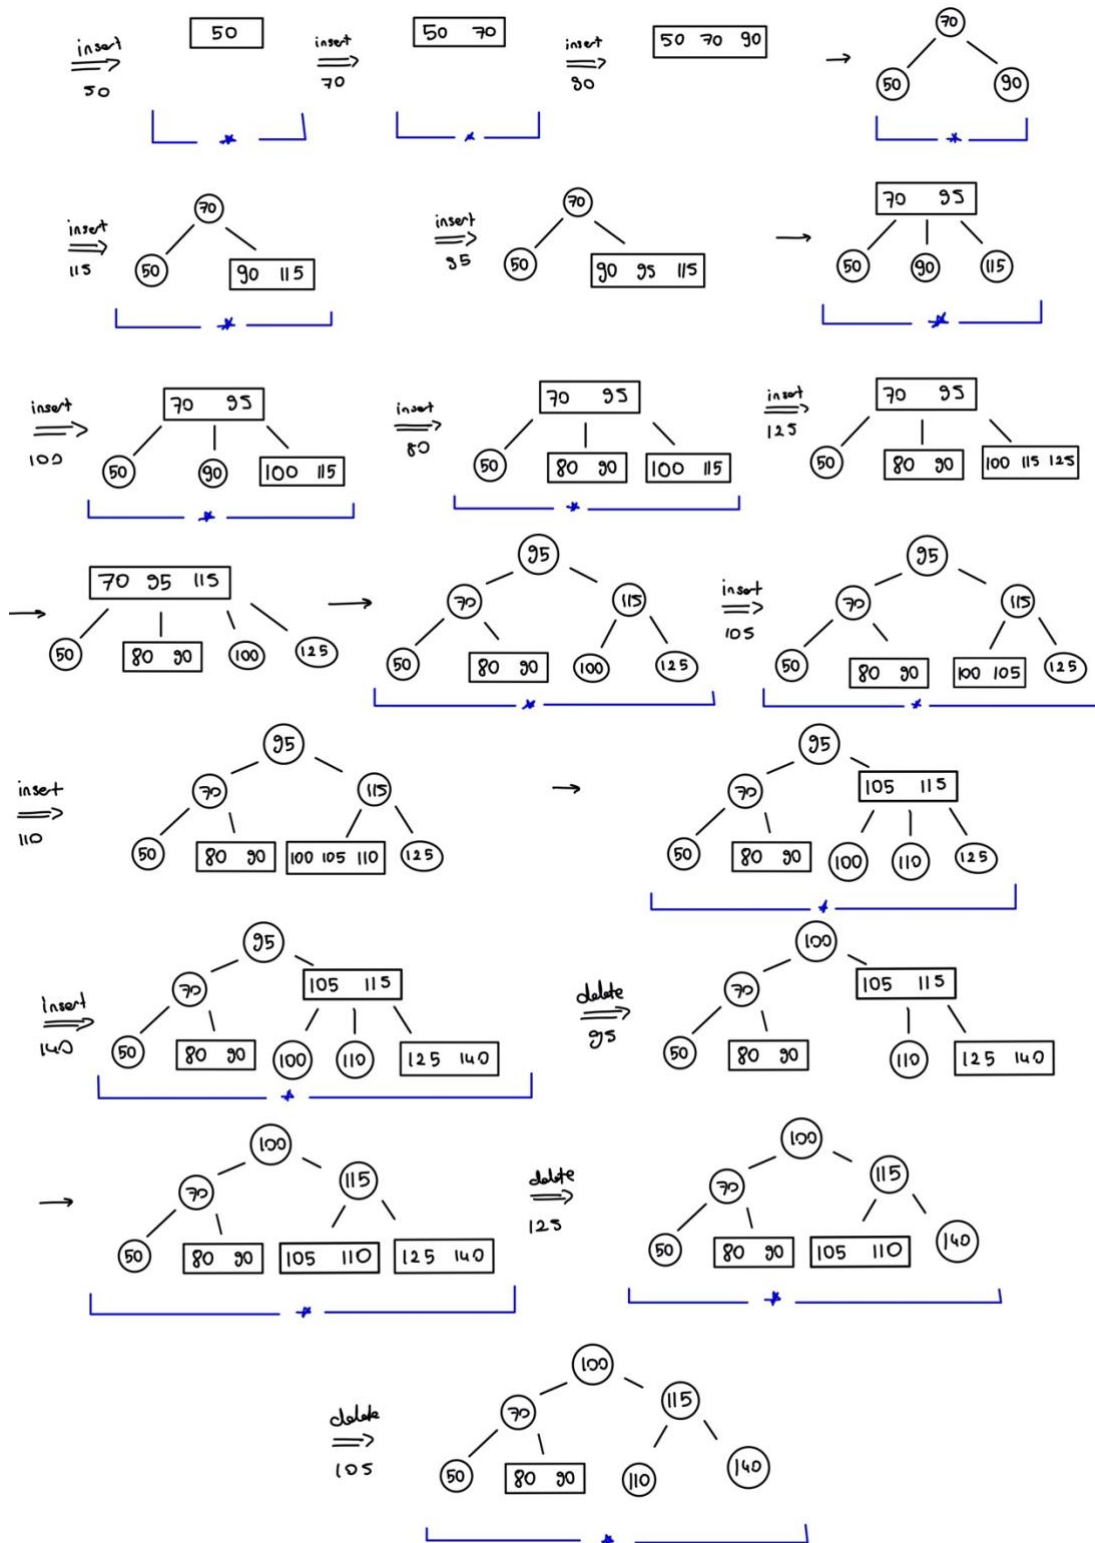 insert
50
50
insert
70
50 70
insert
90
50 70 90
70
50 90
insert
115
70
50 90 115
insert
95
70
50 90 95 115
70 95
50 90 115
insert
100
70 95
50 90 100 115
insert
80
70 95
50 80 90 100 115
insert
125
70 95
50 80 90 100 115 125
70 95 115
50 80 90 100 125
95
70 115
50 80 90 100 125
insert
105
95
70 115
50 80 90 100 105 125
insert
110
95
70 115
50 80 90 100 105 110 125
95
70 105 115
50 80 90 100 110 125
Insert
140
95
70 105 115
50 80 90 100 110 125 140
delete
95
100
70 105 115
50 80 90 110 125 140
100
70 115
50 80 90 105 110 125 140
delete
125
100
70 115
50 80 90 105 110 140
delete
105
100
70 115
50 80 90 110 140